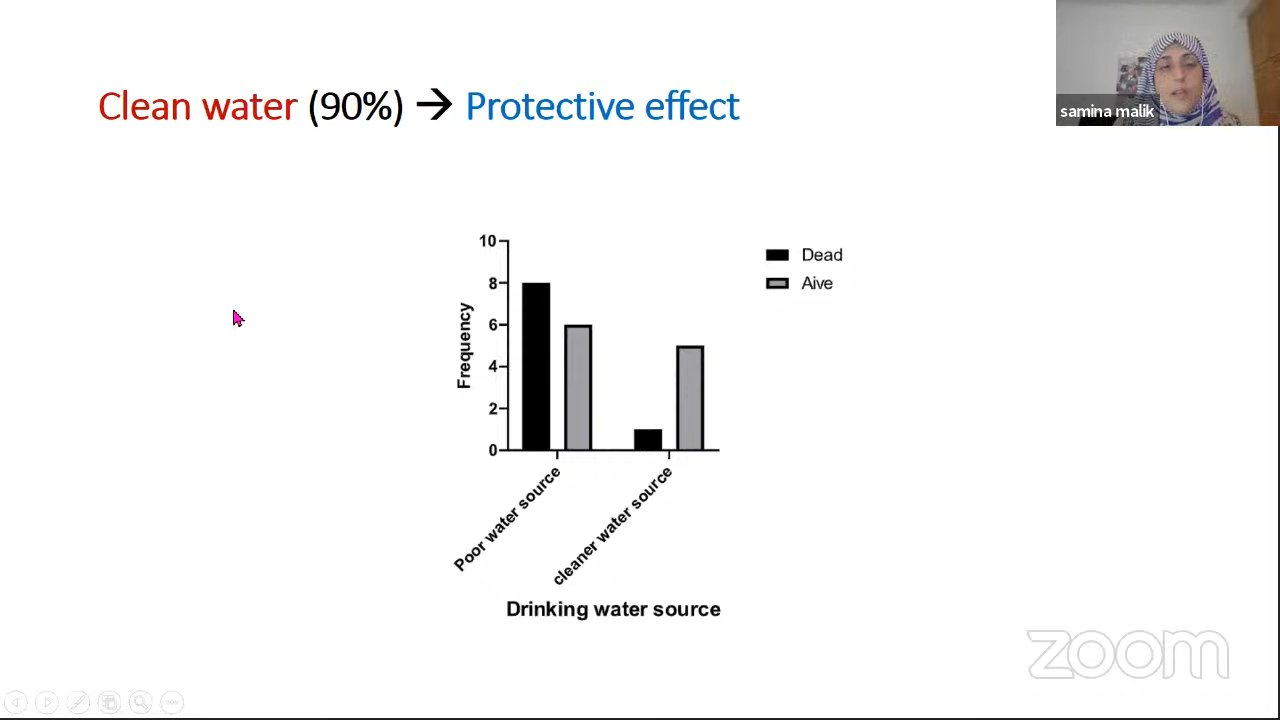 Clean water (90%) → Protective effect
samina malik
10
8
6
4
2
0
Frequency
Dead
Aive
Poor water source
cleaner water source
Drinking water source
zoom